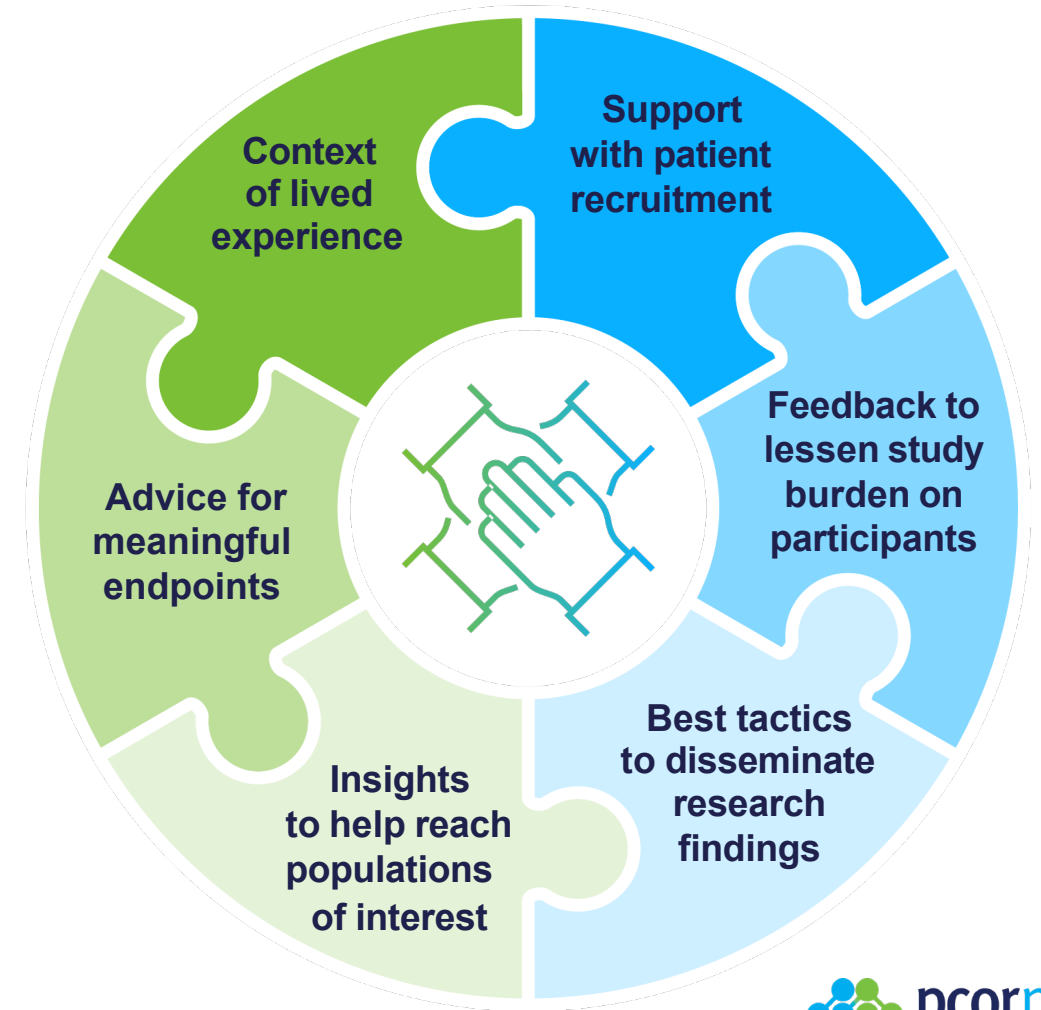 Context
of lived
experience
Support
with patient
recruitment
Feedback to
lessen study
burden on
participants
Best tactics
to disseminate
research
findings
Insights
to help reach
populations
of interest
Advice for
meaningful
endpoints